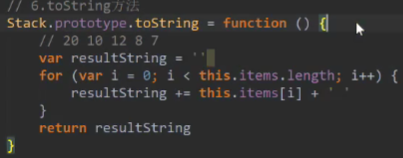 // 6.toString方法
Stack.prototype.toString = function () {
// 20 10 12 8 7
var resultString = ''
for (var i = 0; i < this.items.length; i++) {
resultString += this.items[i] + ' '
}
return resultString
}